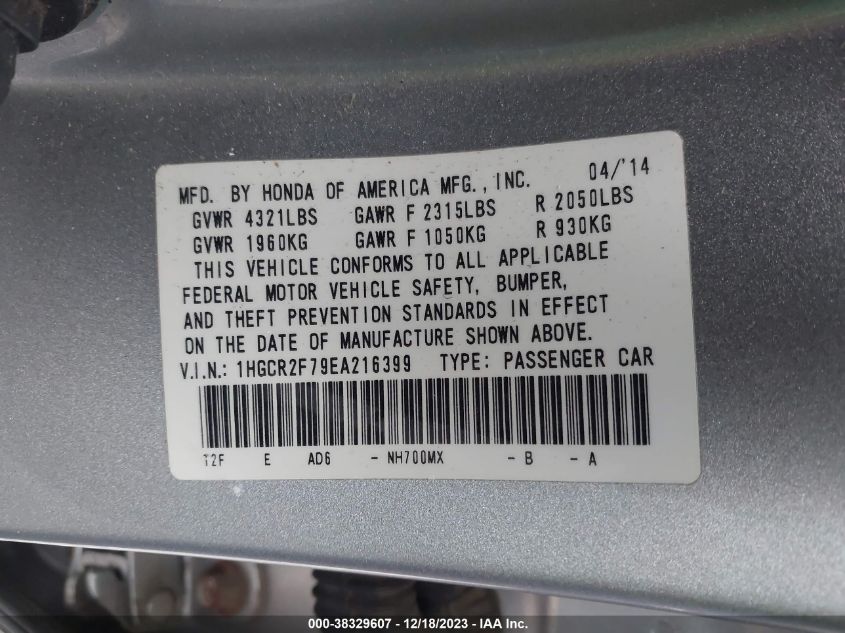 MFD. BY HONDA OF AMERICA MFG., INC. 04/'14
GVWR 4321LBS GAWR F 2315LBS R 2050LBS
GVWR 1960KG GAWR F 1050KG R 930KG
THIS VEHICLE CONFORMS TO ALL APPLICABLE
FEDERAL MOTOR VEHICLE SAFETY, BUMPER,
AND THEFT PREVENTION STANDARDS IN EFFECT
ON THE DATE OF MANUFACTURE SHOWN ABOVE.
V.I.N.: 1HGCR2F79EA216399 TYPE: PASSENGER CAR
T2F E AD6 - NH700MX - B - A
000-38329607 - 12/18/2023 - IAA Inc.